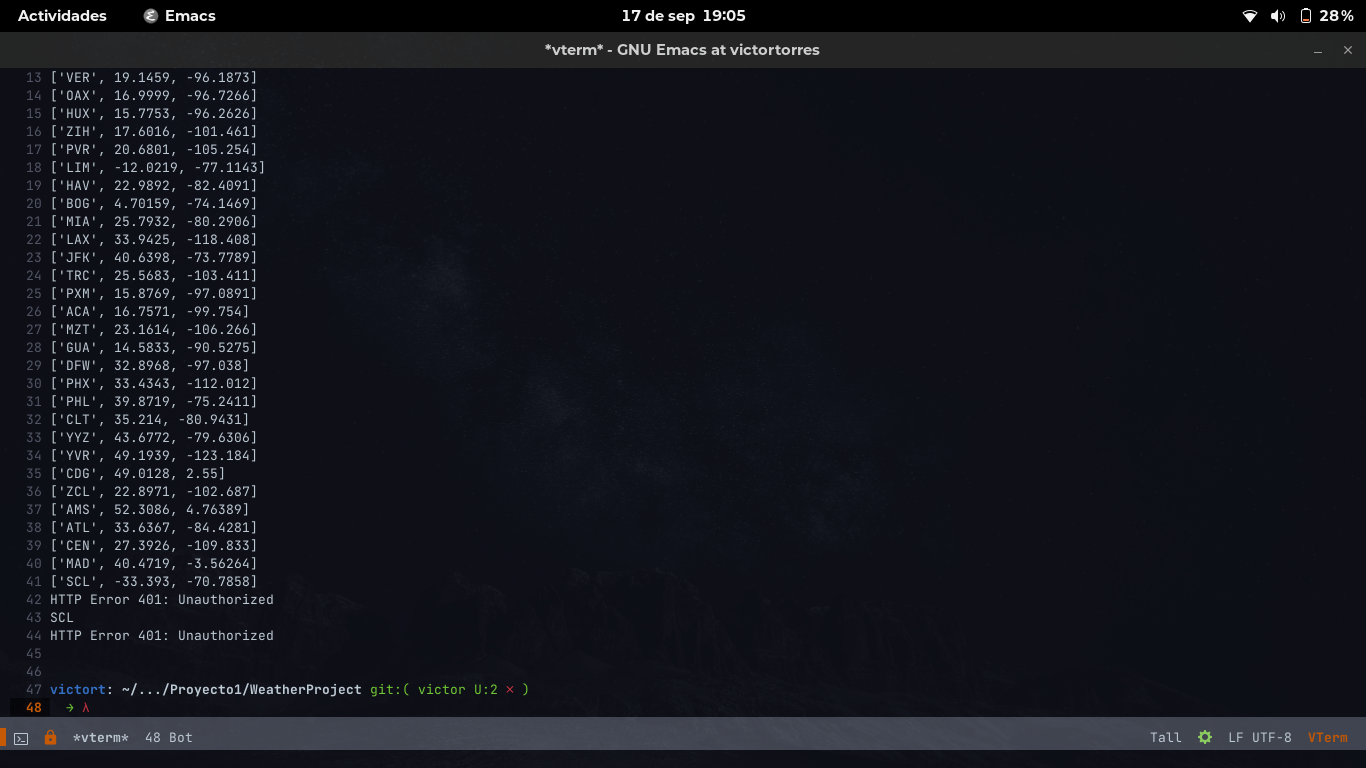 Actividades Emacs 17 de sep 19:05 28%
*vterm* - GNU Emacs at victortorres
13 ['VER', 19.1459, -96.1873]
14 ['OAX', 16.9999, -96.7266]
15 ['HUX', 15.7753, -96.2626]
16 ['ZIH', 17.6016, -101.461]
17 ['PVR', 20.6801, -105.254]
18 ['LIM', -12.0219, -77.1143]
19 ['HAV', 22.9892, -82.4091]
20 ['BOG', 4.70159, -74.1469]
21 ['MIA', 25.7932, -80.2906]
22 ['LAX', 33.9425, -118.408]
23 ['JFK', 40.6398, -73.7789]
24 ['TRC', 25.5683, -103.411]
25 ['PXM', 15.8769, -97.0891]
26 ['ACA', 16.7571, -99.754]
27 ['MZT', 23.1614, -106.266]
28 ['GUA', 14.5833, -90.5275]
29 ['DFW', 32.8968, -97.038]
30 ['PHX', 33.4343, -112.012]
31 ['PHL', 39.8719, -75.2411]
32 ['CLT', 35.214, -80.9431]
33 ['YYZ', 43.6772, -79.6306]
34 ['YVR', 49.1939, -123.184]
35 ['CDG', 49.0128, 2.55]
36 ['ZCL', 22.8971, -102.687]
37 ['AMS', 52.3086, 4.76389]
38 ['ATL', 33.6367, -84.4281]
39 ['CEN', 27.3926, -109.833]
40 ['MAD', 40.4719, -3.56264]
41 ['SCL', -33.393, -70.7858]
42 HTTP Error 401: Unauthorized
43 SCL
44 HTTP Error 401: Unauthorized
45
46
47 victort: ~/.../Proyecto1/WeatherProject git:( victor U:2 ✕ )
48 → λ
*vterm* 48 Bot Tall LF UTF-8 VTerm